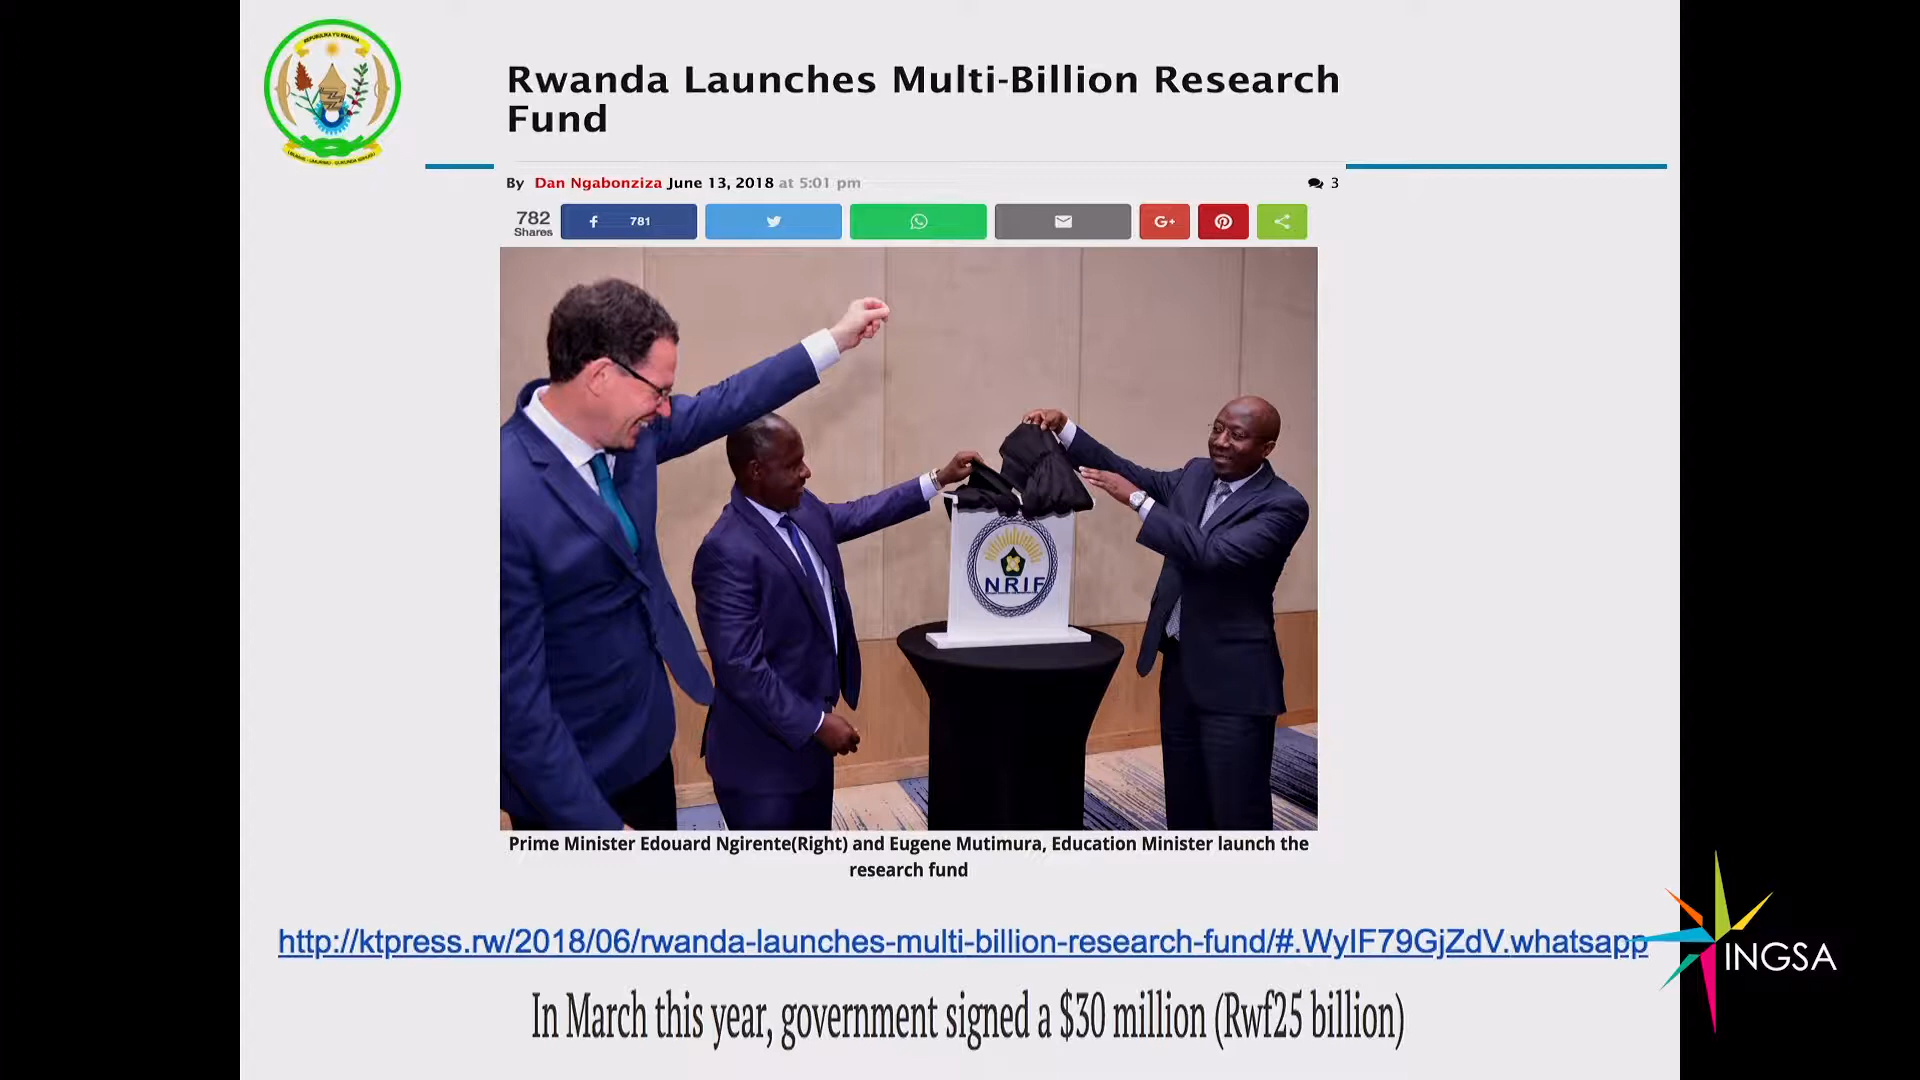 REPUBULIKA Y'U RWANDA
Rwanda Launches Multi-Billion Research
Fund
By Dan Ngabonziza June 13, 2018 at 5:01 pm
3
782
Shares
781
G+
NRIF
Prime Minister Edouard Ngirente(Right) and Eugene Mutimura, Education Minister launch the
research fund
http://ktpress.rw/2018/06/rwanda-launches-multi-billion-research-fund/#.WyIF79GjZdV.whatsapp
INGSA
In March this year, government signed a $30 million (Rwf25 billion)